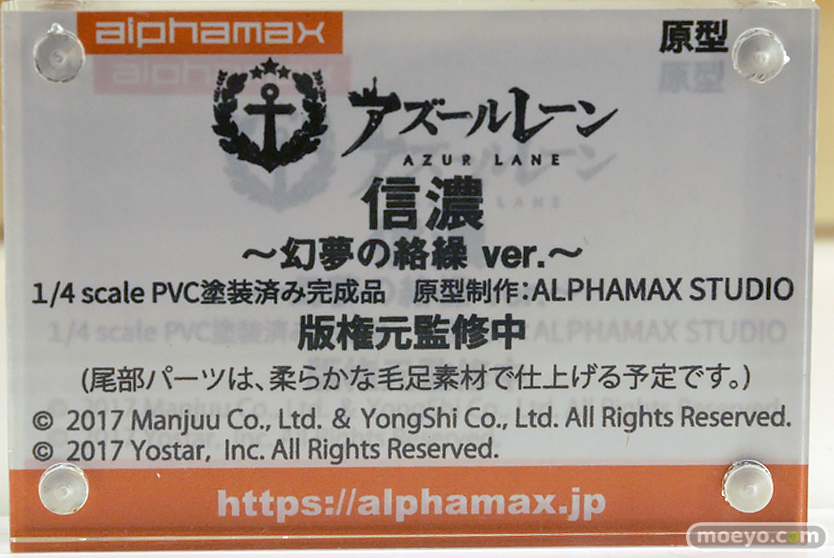 alphamax
原型
アズールレーン
AZUR LANE
信濃
～幻夢の絡繰 ver.～
1/4 scale PVC塗装済み完成品 原型制作：ALPHAMAX STUDIO
版権元監修中
(尾部パーツは、柔らかな毛足素材で仕上げる予定です。)
© 2017 Manjuu Co., Ltd. & YongShi Co., Ltd. All Rights Reserved.
© 2017 Yostar, Inc. All Rights Reserved.
https://alphamax.jp
moeyo.com